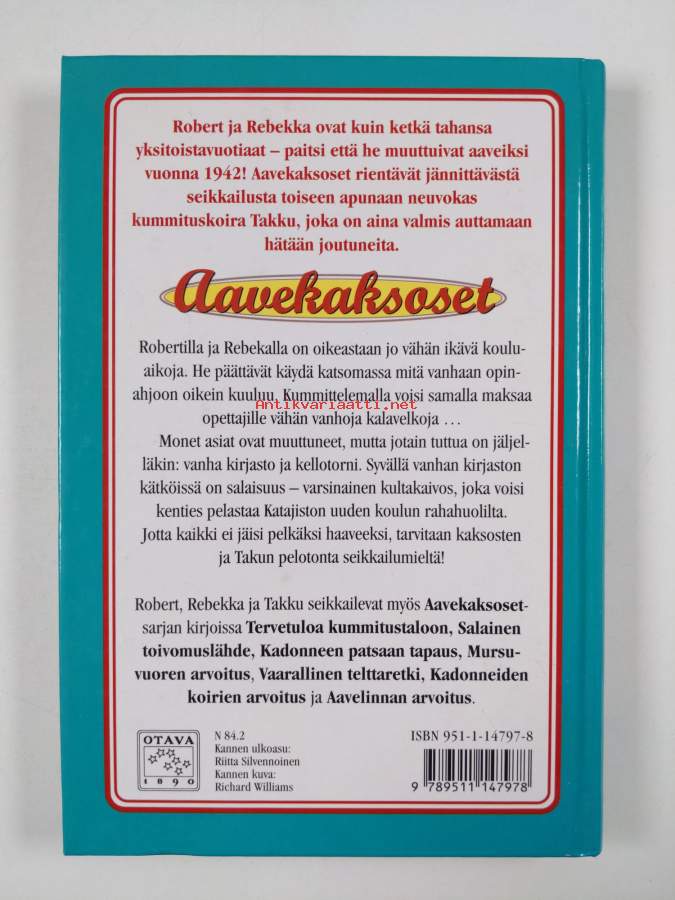 Robert ja Rebekka ovat kuin ketkä tahansa
yksitoistavuotiaat – paitsi että he muuttuivat aaveiksi
vuonna 1942! Aavekaksoset rientävät jännittävästä
seikkailusta toiseen apunaan neuvokas
kummituskoira Takku, joka on aina valmis auttamaan
hätään joutuneita.
Aavekaksoset
Robertilla ja Rebekalla on oikeastaan jo vähän ikävä koulu-
aikoja. He päättävät käydä katsomassa mitä vanhaan opin-
ahjoon oikein kuuluu. Kummittelemalla voisi samalla maksaa
Antikvariaatti.net
opettajille vähän vanhoja kalavelkoja ...
Monet asiat ovat muuttuneet, mutta jotain tuttua on jäljel-
läkin: vanha kirjasto ja kellotorni. Syvällä vanhan kirjaston
kätköissä on salaisuus – varsinainen kultakaivos, joka voisi
kenties pelastaa Katajiston uuden koulun rahahuolilta.
Jotta kaikki ei jäisi pelkäksi haaveeksi, tarvitaan kaksosten
ja Takun pelotonta seikkailumieltä!
Robert, Rebekka ja Takku seikkailevat myös Aavekaksoset-
sarjan kirjoissa Tervetuloa kummitustaloon, Salainen
toivomuslähde, Kadonneen patsaan tapaus, Mursu-
vuoren arvoitus, Vaarallinen telttaretki, Kadonneiden
koirien arvoitus ja Aavelinnan arvoitus.
OTAVA
1890
N 84.2
Kannen ulkoasu:
Riitta Silvennoinen
Kannen kuva:
Richard Williams
ISBN 951-1-14797-8
9 789511 147978